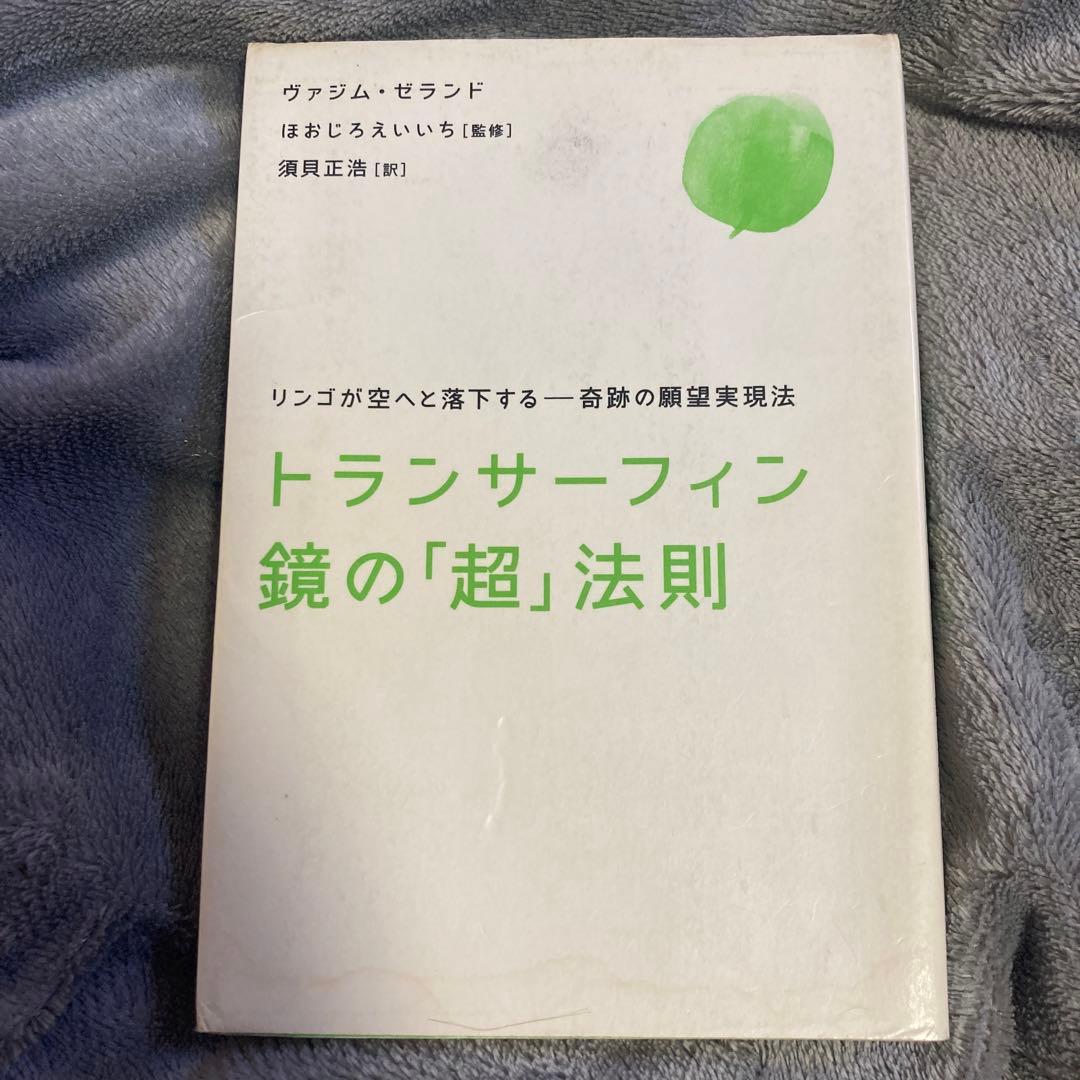 ヴァジム・ゼランド
ほおじろえいいち[監修]
須貝正浩[訳]
リンゴが空へと落下する―奇跡の願望実現法
トランサーフィン
鏡の「超」法則